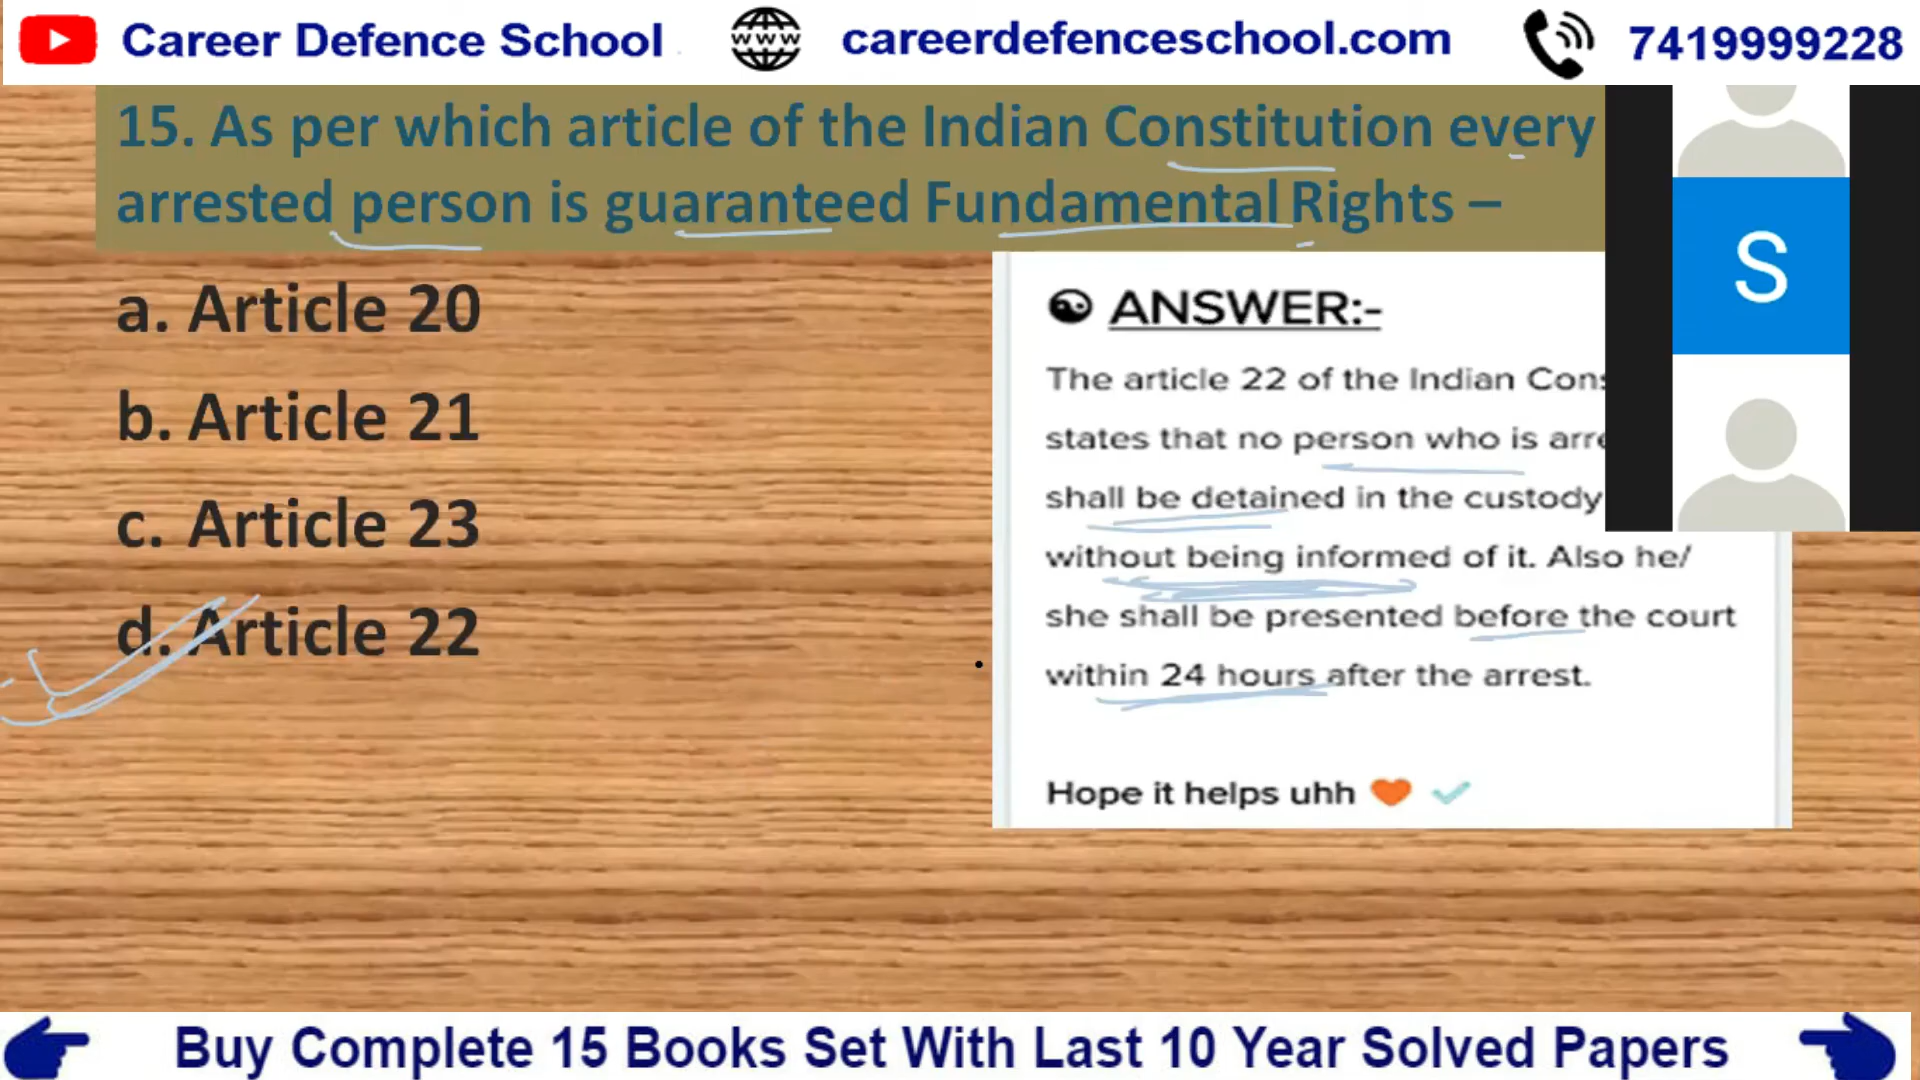 Career Defence School
www
careerdefenceschool.com
7419999228
15. As per which article of the Indian Constitution every
arrested person is guaranteed Fundamental Rights –
a. Article 20
b. Article 21
c. Article 23
d. Article 22
S
ANSWER:-
The article 22 of the Indian
states that no person who is
shall be detained in the custody
without being informed of it. Also he/
she shall be presented before the court
within 24 hours after the arrest.
Hope it helps uhh
Buy Complete 15 Books Set With Last 10 Year Solved Papers